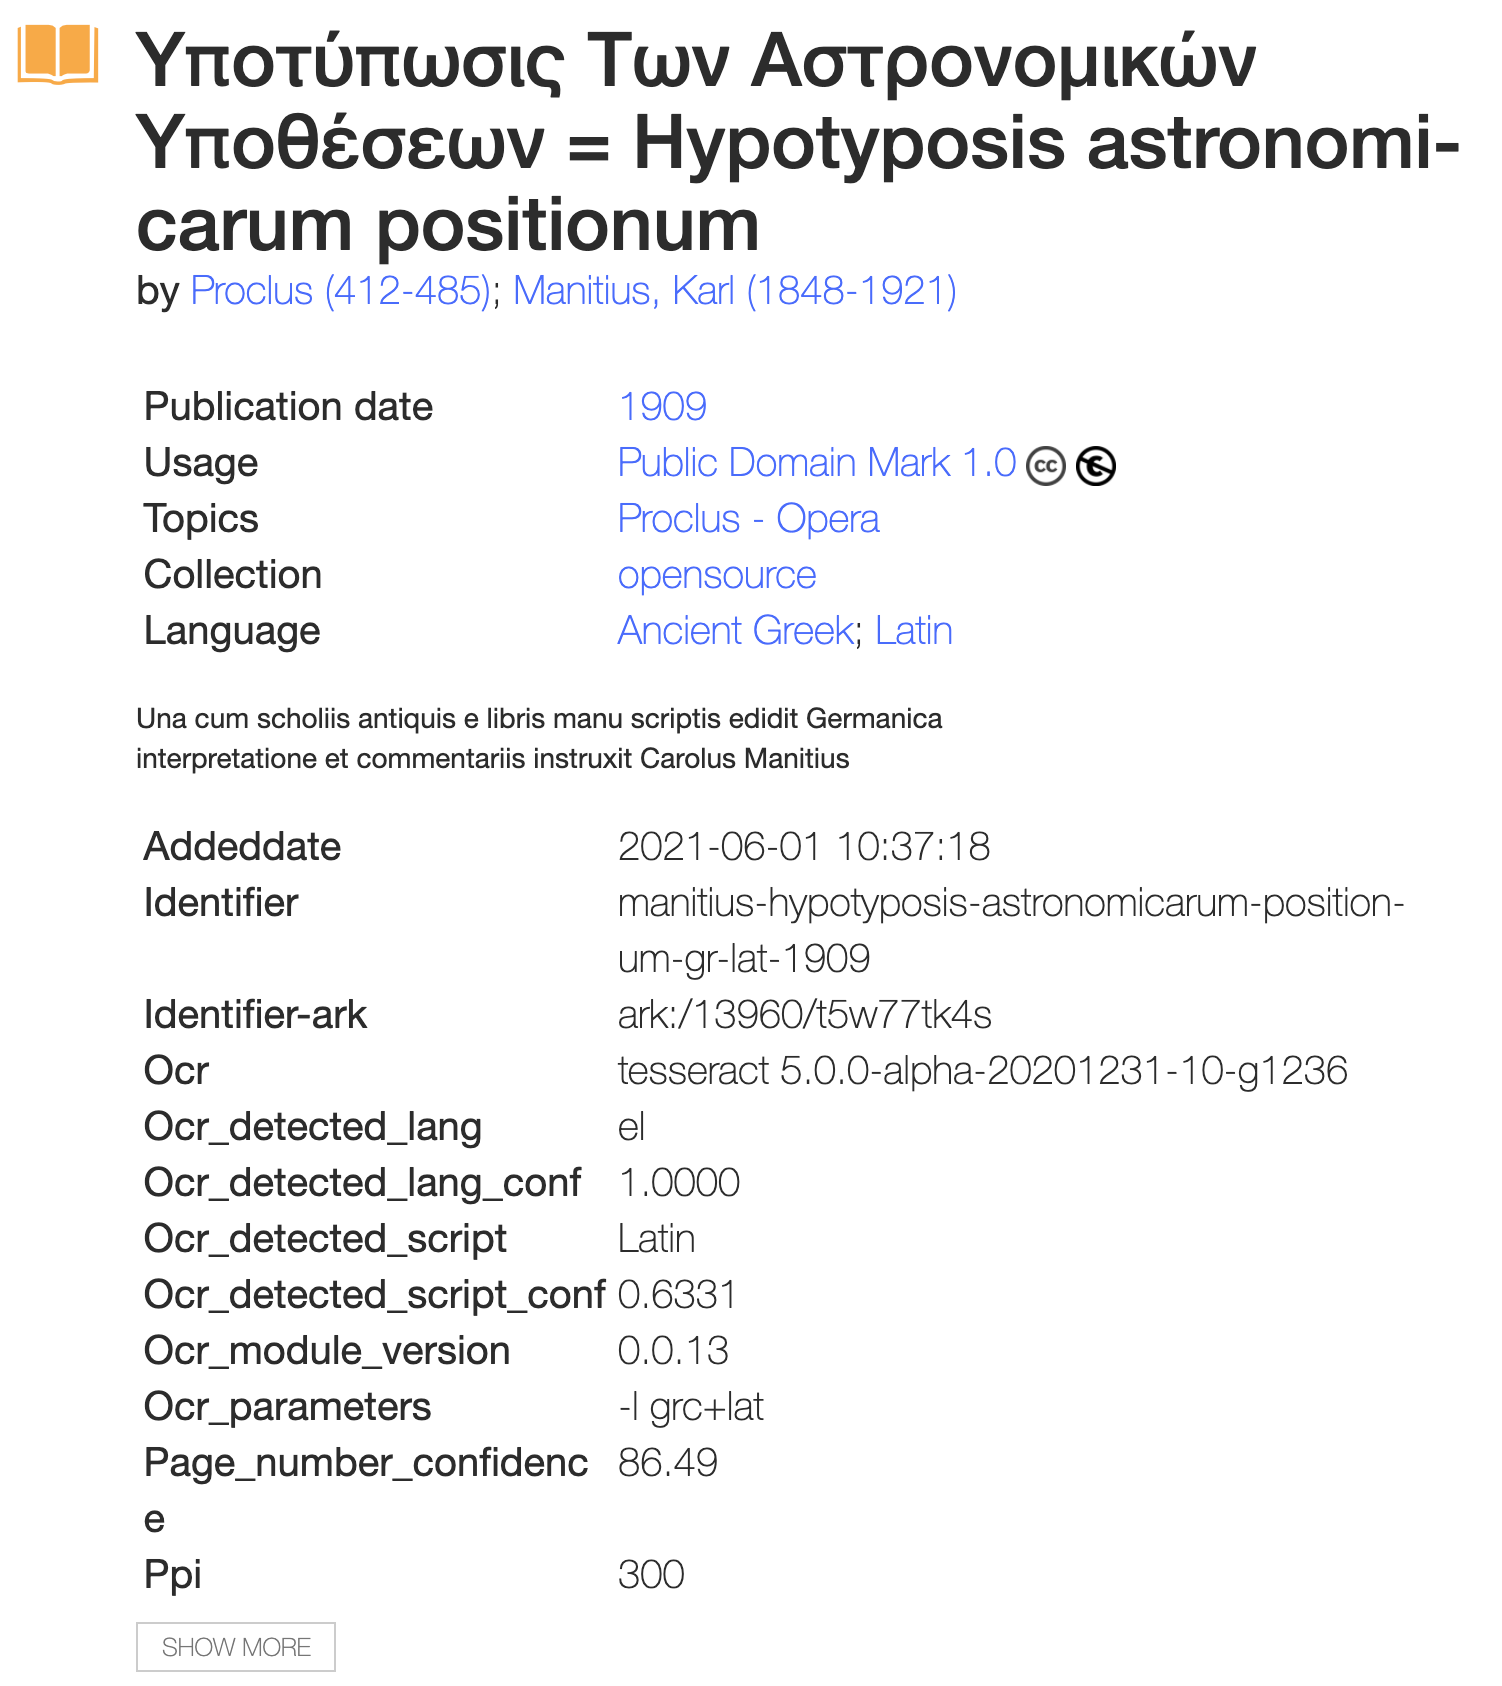 Υποτύπωσις Των Αστρονομικών
Υποθέσεων = Hypotyposis astronomi-
carum positionum
by Proclus (412-485); Manitius, Karl (1848-1921)
Publication date 1909
Usage Public Domain Mark 1.0
Topics Proclus - Opera
Collection opensource
Language Ancient Greek; Latin
Una cum scholiis antiquis e libris manu scriptis edidit Germanica
interpretatione et commentariis instruxit Carolus Manitius
Addeddate 2021-06-01 10:37:18
Identifier manitius-hypotyposis-astronomicarum-position-
um-gr-lat-1909
Identifier-ark ark:/13960/t5w77tk4s
Ocr tesseract 5.0.0-alpha-20201231-10-g1236
Ocr_detected_lang el
Ocr_detected_lang_conf 1.0000
Ocr_detected_script Latin
Ocr_detected_script_conf 0.6331
Ocr_module_version 0.0.13
Ocr_parameters -l grc+lat
Page_number_confidenc 86.49
e
Ppi 300
SHOW MORE